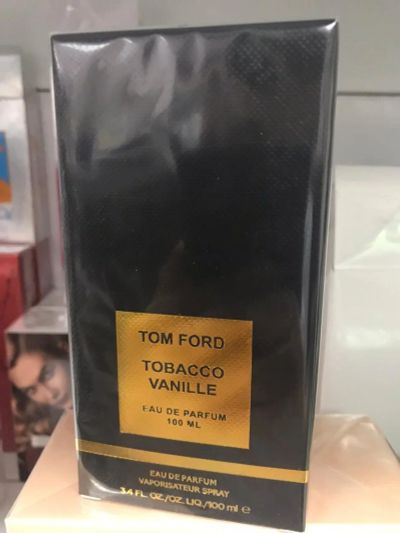 TOM FORD
TOBACCO
VANILLE
EAU DE PARFUM
100 ML
EAU DE PARFUM
VAPORISATEUR SPRAY
3.4 FL. OZ./OZ. LIQ./100 ml e